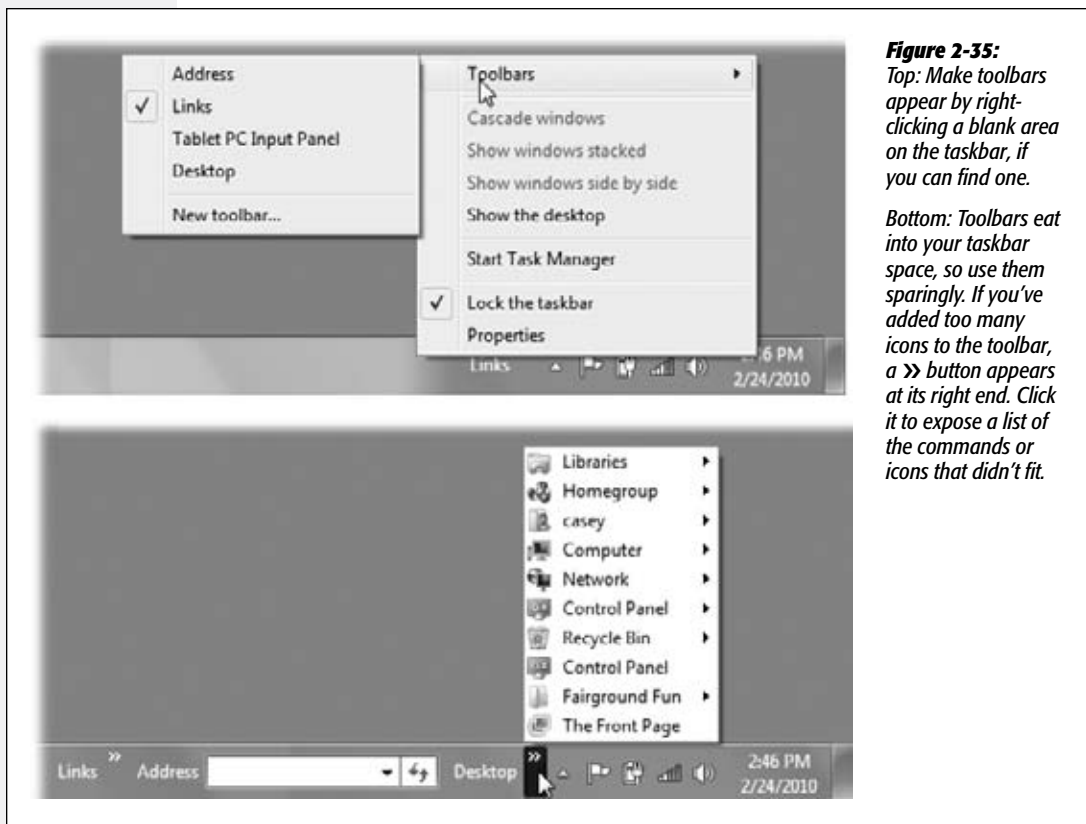 Address
Links
Tablet PC Input Panel
Desktop
New toolbar...
Toolbars
Cascade windows
Show windows stacked
Show windows side by side
Show the desktop
Start Task Manager
Lock the taskbar
Properties
Links
2/24/2010
Libraries
Homegroup
casey
Computer
Network
Control Panel
Recycle Bin
Control Panel
Fairground Fun
The Front Page
Links » Address Desktop » 2:46 PM
2/24/2010
Figure 2-35:
Top: Make toolbars
appear by right-
clicking a blank area
on the taskbar, if
you can find one.
Bottom: Toolbars eat
into your taskbar
space, so use them
sparingly. If you've
added too many
icons to the toolbar,
a » button appears
at its right end. Click
it to expose a list of
the commands or
icons that didn't fit.